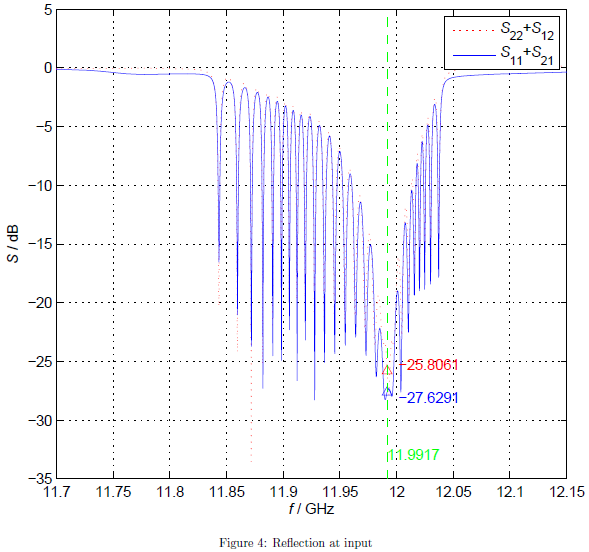 5
0
−5
−10
−15
−20
−25
−30
−35
S / dB
S22+S12
S11+S21
−25.8061
−27.6291
11.9917
11.7 11.75 11.8 11.85 11.9 11.95 12 12.05 12.1 12.15
f / GHz
Figure 4: Reflection at input